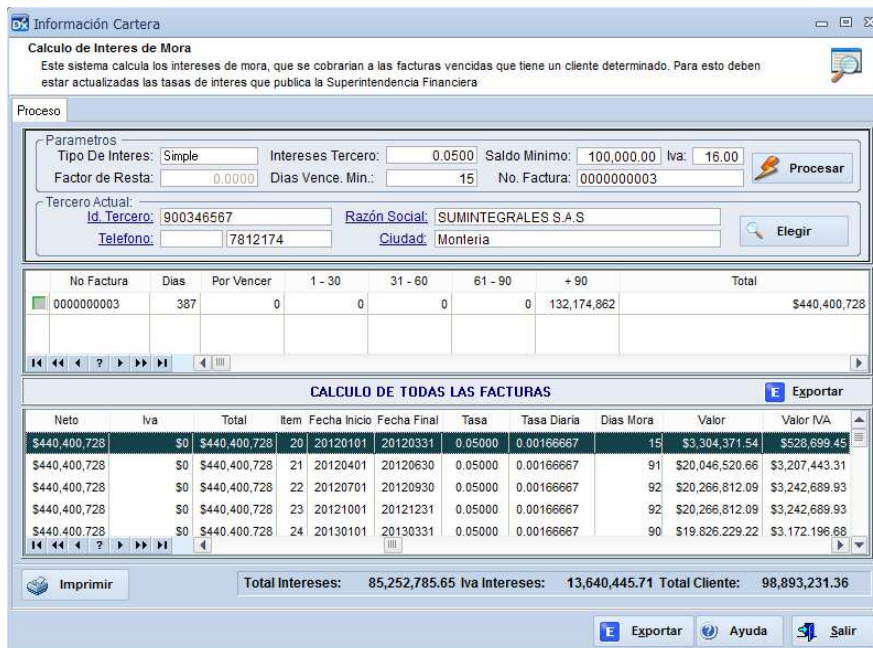 Información Cartera
Calculo de Interes de Mora
Este sistema calcula los intereses de mora, que se cobrarian a las facturas vencidas que tiene un cliente determinado. Para esto deben
estar actualizadas las tasas de interes que publica la Superintendencia Financiera
Proceso
Parametros
Tipo De Interes: Simple Intereses Tercero: 0.0500 Saldo Minimo: 100,000.00 Iva: 16.00
Factor de Resta: 0.0000 Dias Vence. Min.: 15 No. Factura: 0000000003 Procesar
Tercero Actual:
Id. Tercero: 900346567 Razón Social: SUMINTEGRALES S.A.S
Telefono: 7812174 Ciudad: Monteria Elegir
No Factura Dias Por Vencer 1 - 30 31 - 60 61 - 90 + 90 Total
0000000003 387 0 0 0 0 132,174,862 $440,400,728
CALCULO DE TODAS LAS FACTURAS Exportar
Neto Iva Total Item Fecha Inicio Fecha Final Tasa Tasa Diaria Dias Mora Valor Valor IVA
$440,400,728 $0 $440,400,728 20 20120101 20120331 0.05000 0.00166667 15 $3,304,371.54 $528,699.45
$440,400,728 $0 $440,400,728 21 20120401 20120630 0.05000 0.00166667 91 $20,046,520.66 $3,207,443.31
$440,400,728 $0 $440,400,728 22 20120701 20120930 0.05000 0.00166667 92 $20,266,812.09 $3,242,689.93
$440,400,728 $0 $440,400,728 23 20121001 20121231 0.05000 0.00166667 92 $20,266,812.09 $3,242,689.93
$440,400,728 $0 $440,400,728 24 20130101 20130331 0.05000 0.00166667 90 $19,826,229.22 $3,172,196.68
Imprimir Total Intereses: 85,252,785.65 Iva Intereses: 13,640,445.71 Total Cliente: 98,893,231.36
Exportar Ayuda Salir